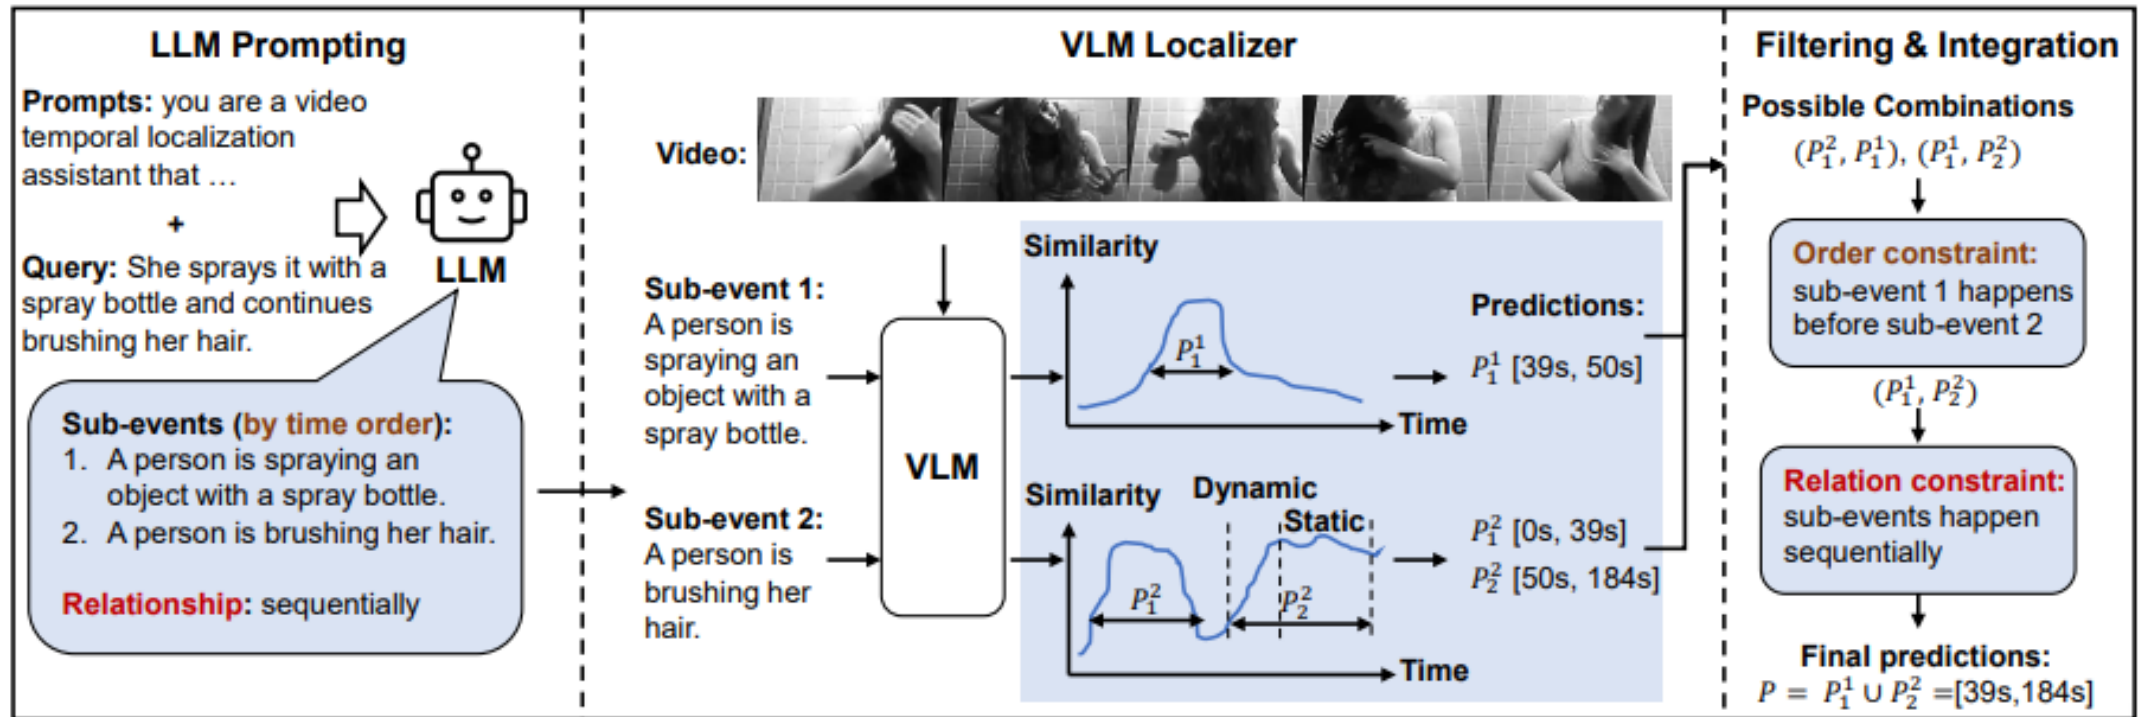 LLM Prompting
Prompts: you are a video
temporal localization
assistant that …
+
Query: She sprays it with a
spray bottle and continues
brushing her hair.
LLM
Sub-events (by time order):
1. A person is spraying an
object with a spray bottle.
2. A person is brushing her hair.
Relationship: sequentially
VLM Localizer
Video:
Sub-event 1:
A person is
spraying an
object with a
spray bottle.
Sub-event 2:
A person is
brushing her
hair.
VLM
Similarity
P₁¹
Time
Similarity
Dynamic
Static
P₁²
P₂²
Time
Predictions:
P₁¹ [39s, 50s]
P₁² [0s, 39s]
P₂² [50s, 184s]
Filtering & Integration
Possible Combinations
(P₁², P₁¹), (P₁¹, P₂²)
Order constraint:
sub-event 1 happens
before sub-event 2
(P₁¹, P₂²)
Relation constraint:
sub-events happen
sequentially
Final predictions:
P = P₁¹ ∪ P₂² =[39s,184s]